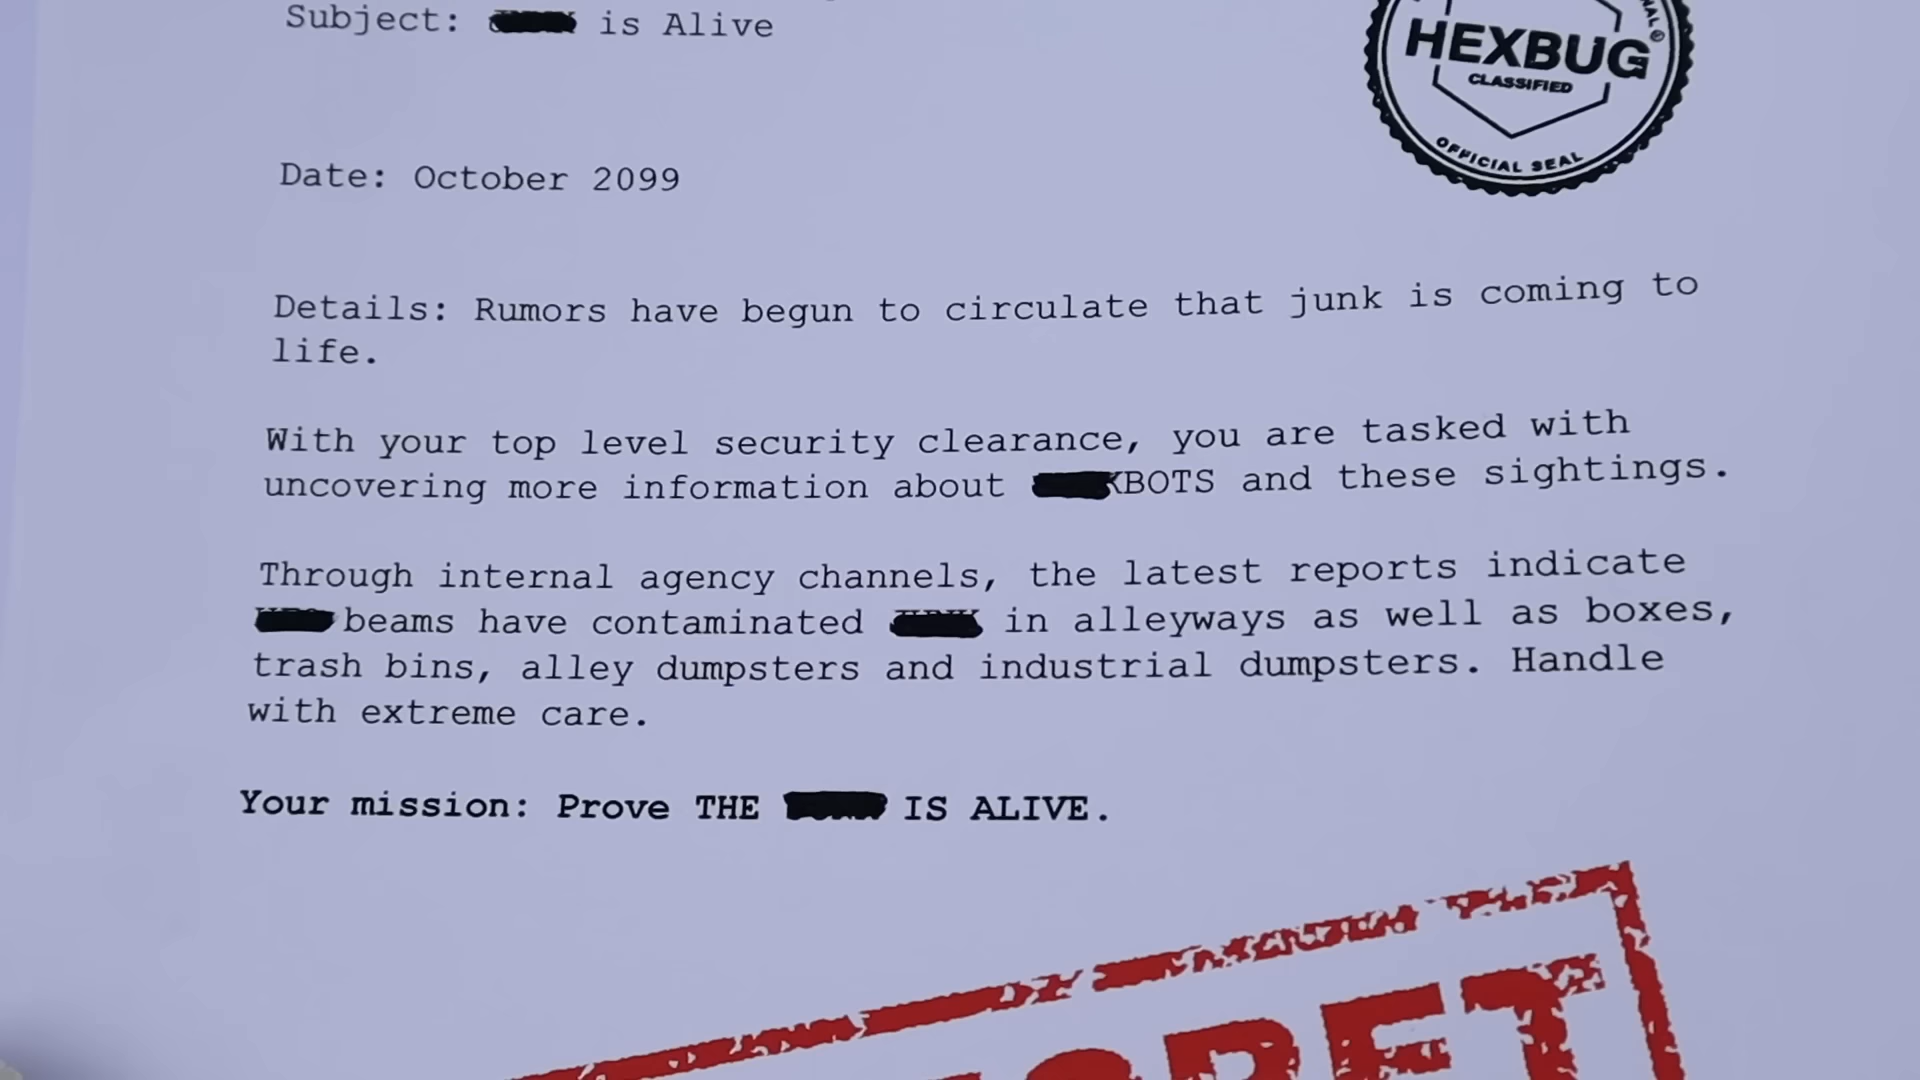 Subject: is Alive
HEXBUG
CLASSIFIED
OFFICIAL SEAL
Date: October 2099
Details: Rumors have begun to circulate that junk is coming to
life.
With your top level security clearance, you are tasked with
uncovering more information about KBOTS and these sightings.
Through internal agency channels, the latest reports indicate
beams have contaminated in alleyways as well as boxes,
trash bins, alley dumpsters and industrial dumpsters. Handle
with extreme care.
Your mission: Prove THE IS ALIVE.